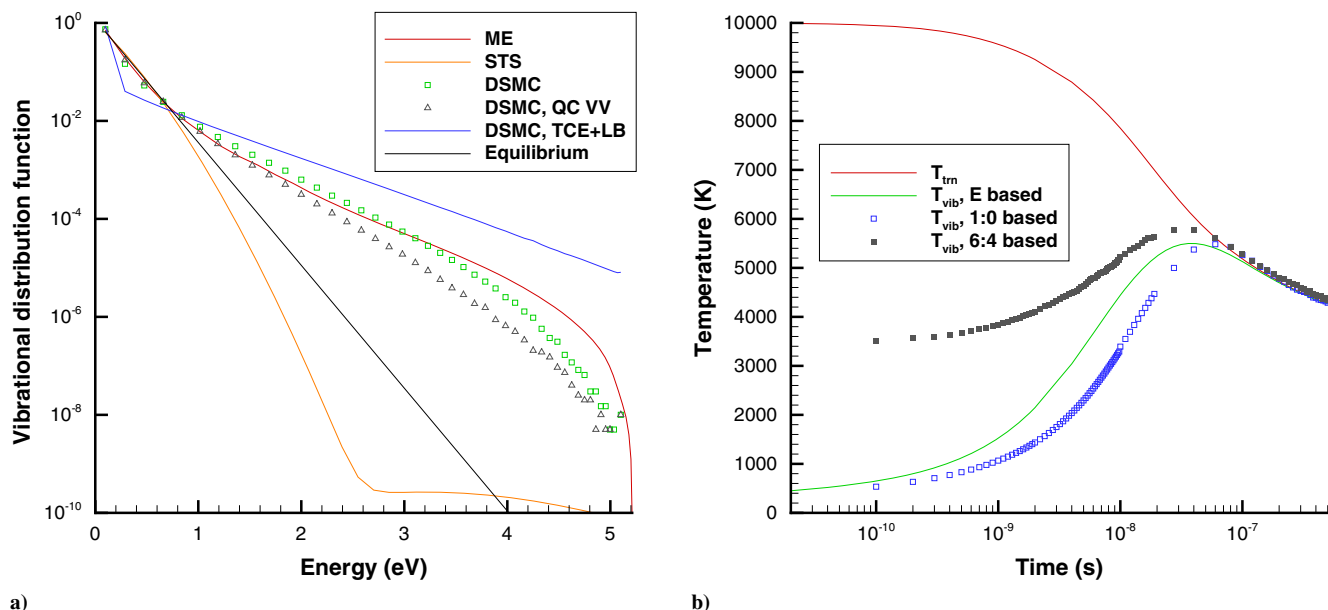 Vibrational distribution function
10^0
10^-2
10^-4
10^-6
10^-8
10^-10
0
1
2
3
4
5
Energy (eV)
ME
STS
DSMC
DSMC, QC VV
DSMC, TCE+LB
Equilibrium
a)
Temperature (K)
10000
9000
8000
7000
6000
5000
4000
3000
2000
1000
0
10^-10
10^-9
10^-8
10^-7
Time (s)
T_trn
T_vib, E based
T_vib, 1:0 based
T_vib, 6:4 based
b)